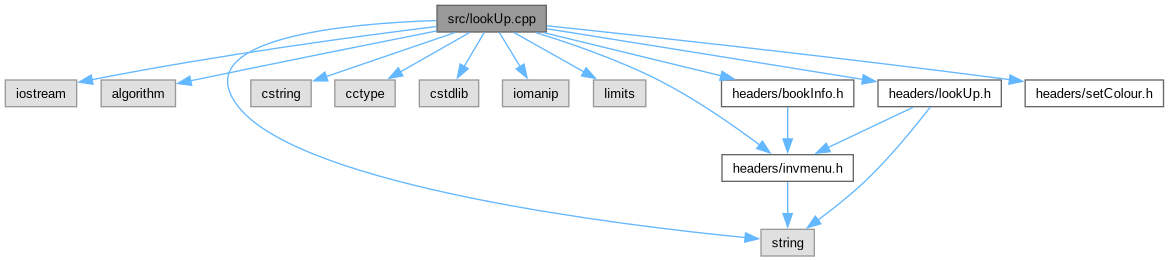 src/lookUp.cpp
iostream
algorithm
cstring
cctype
cstdlib
iomanip
limits
headers/bookInfo.h
headers/lookUp.h
headers/setColour.h
headers/invmenu.h
string